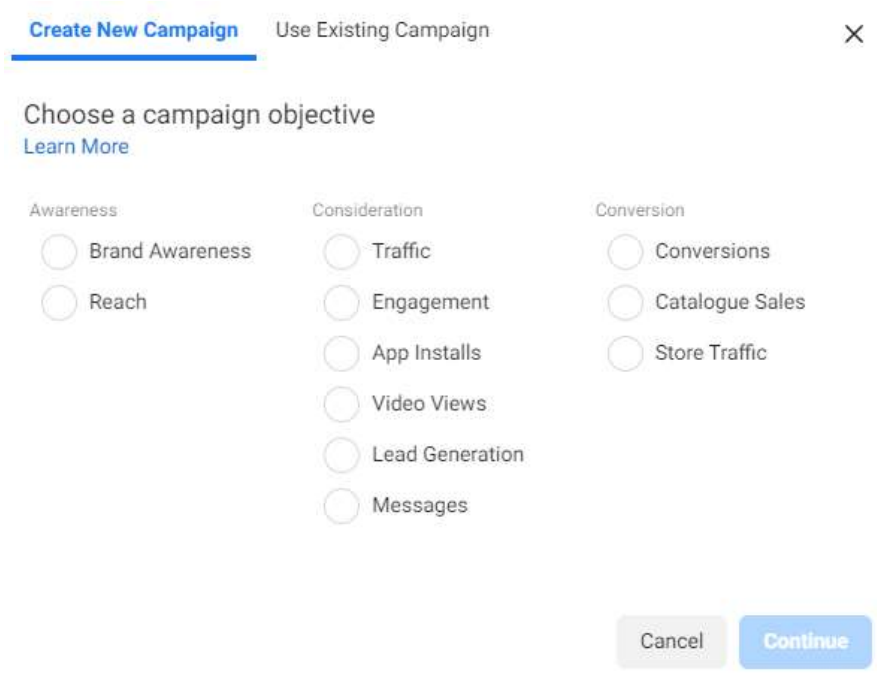 Create New Campaign Use Existing Campaign
Choose a campaign objective
Learn More
Awareness
Brand Awareness
Reach
Consideration
Traffic
Engagement
App Installs
Video Views
Lead Generation
Messages
Conversion
Conversions
Catalogue Sales
Store Traffic
Cancel Continue